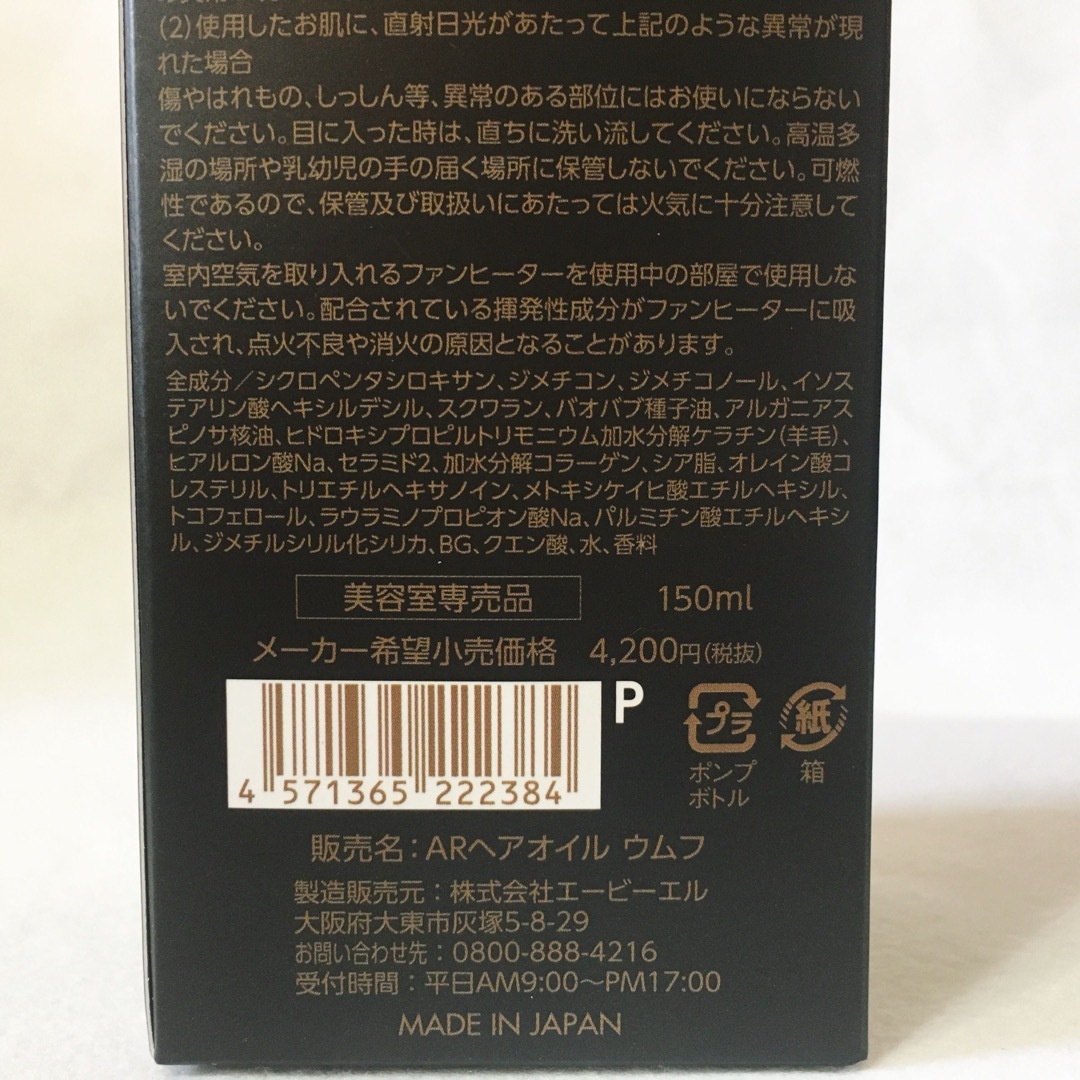 (2)使用したお肌に、直射日光があたって上記のような異常が現
れた場合
傷やはれもの、しっしん等、異常のある部位にはお使いにならない
でください。目に入った時は、直ちに洗い流してください。高温多
湿の場所や乳幼児の手の届く場所に保管しないでください。可燃
性であるので、保管及び取扱いにあたっては火気に十分注意して
ください。
室内空気を取り入れるファンヒーターを使用中の部屋で使用しな
いでください。配合されている揮発性成分がファンヒーターに吸
入され、点火不良や消火の原因となることがあります。
全成分／シクロペンタシロキサン、ジメチコン、ジメチコノール、イソス
テアリン酸ヘキシルデシル、スクワラン、バオバブ種子油、アルガニアス
ピノサ核油、ヒドロキシプロピルトリモニウム加水分解ケラチン(羊毛)、
ヒアルロン酸Na、セラミド2、加水分解コラーゲン、シア脂、オレイン酸コ
レステリル、トリエチルヘキサノイン、メトキシケイヒ酸エチルヘキシル、
トコフェロール、ラウラミノプロピオン酸Na、パルミチン酸エチルヘキシ
ル、ジメチルシリル化シリカ、BG、クエン酸、水、香料
美容室専売品 150ml
メーカー希望小売価格 4,200円(税抜)
P
プラ
紙
4 571365 222384
ポンプ
ボトル
箱
販売名：ARヘアオイル ウムフ
製造販売元：株式会社エービーエル
大阪府大東市灰塚5-8-29
お問い合わせ先：0800-888-4216
受付時間：平日AM9:00〜PM17:00
MADE IN JAPAN